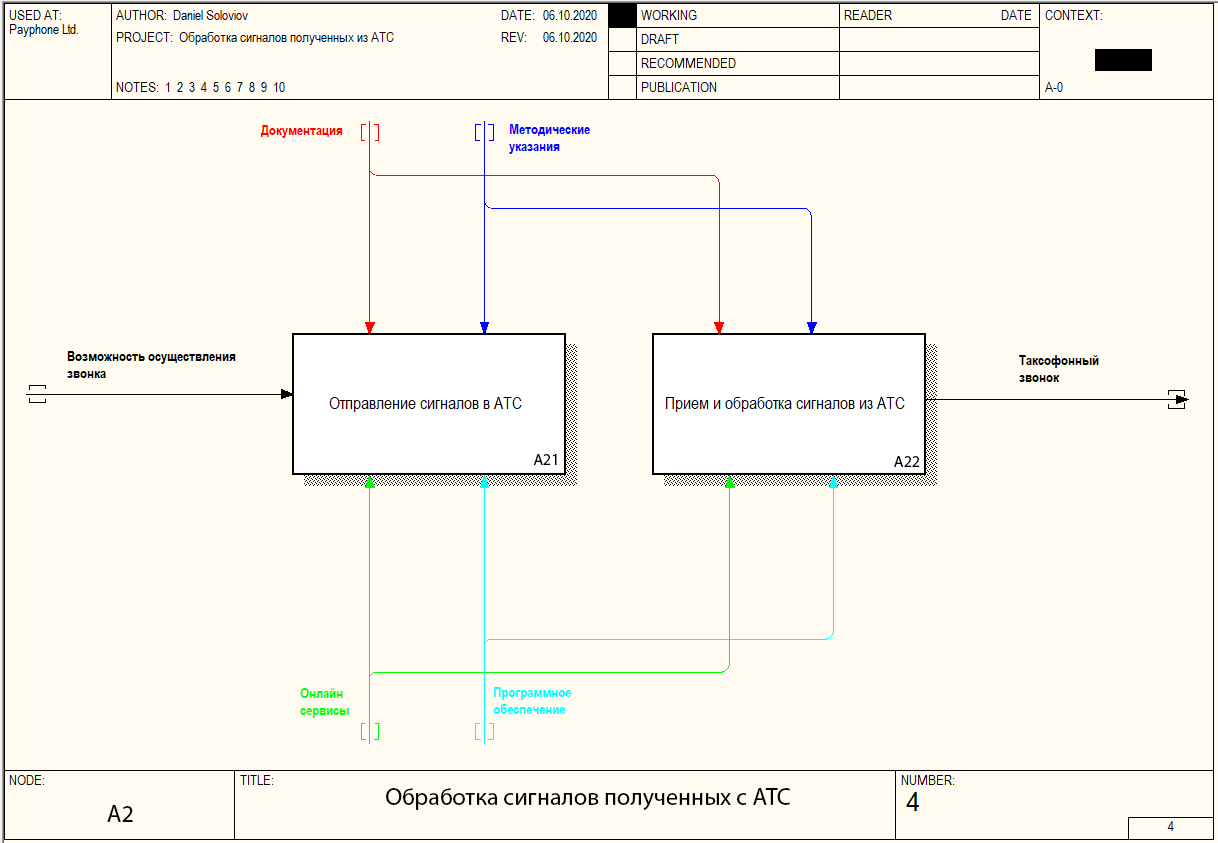 USED AT:
Payphone Ltd.
AUTHOR: Daniel Soloviov
DATE: 06.10.2020
PROJECT: Обработка сигналов полученных из АТС
REV: 06.10.2020
NOTES: 1 2 3 4 5 6 7 8 9 10
WORKING
DRAFT
RECOMMENDED
PUBLICATION
READER DATE
CONTEXT:
A-0
Документация
Методические
указания
Возможность осуществления
звонка
Отправление сигналов в АТС
A21
Прием и обработка сигналов из АТС
A22
Таксофонный
звонок
Онлайн
сервисы
Программное
обеспечение
NODE:
A2
TITLE:
Обработка сигналов полученных с АТС
NUMBER:
4
4